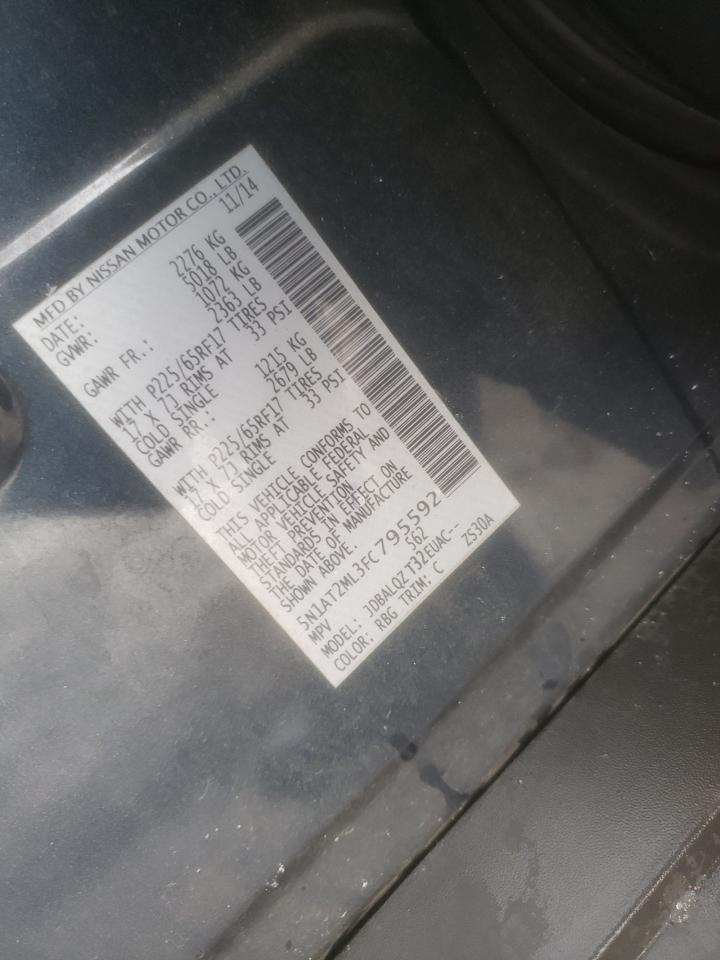 MFD BY NISSAN MOTOR CO., LTD.
DATE: 11/14
GVWR: 2276 KG
5018 LB
GAWR FR.: 1072 KG
2363 LB
WITH P225/65RF17 TIRES
17 X 7J RIMS AT 33 PSI
COLD SINGLE
GAWR RR.: 1215 KG
2679 LB
WITH P225/65RF17 TIRES
17 X 7J RIMS AT 33 PSI
COLD SINGLE
THIS VEHICLE CONFORMS TO
ALL APPLICABLE FEDERAL
MOTOR VEHICLE SAFETY AND
THEFT PREVENTION
STANDARDS IN EFFECT ON
THE DATE OF MANUFACTURE
SHOWN ABOVE.
5N1AT2ML3FC795592
MPV 562
MODEL: JDBALQZ T32EUAC--
COLOR: RBG TRIM: C ZS30A